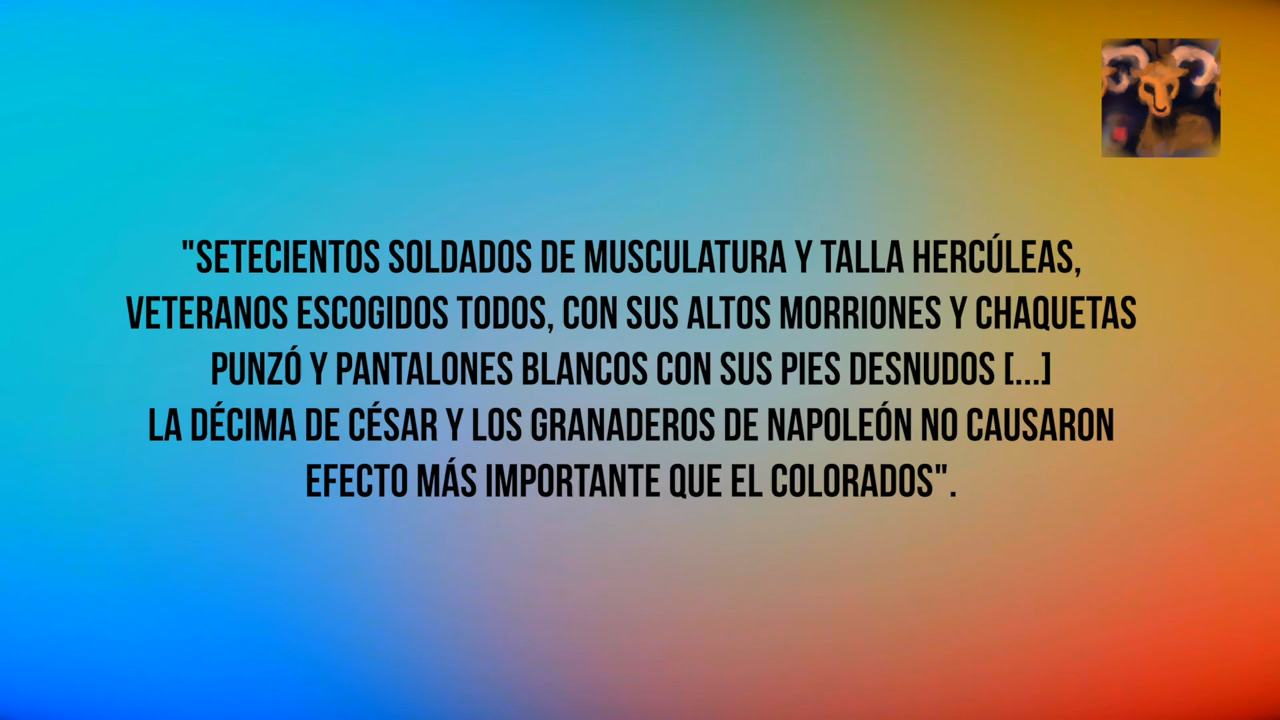 "SETECIENTOS SOLDADOS DE MUSCULATURA Y TALLA HERCÚLEAS,
VETERANOS ESCOGIDOS TODOS, CON SUS ALTOS MORRIONES Y CHAQUETAS
PUNZÓ Y PANTALONES BLANCOS CON SUS PIES DESNUDOS [...]
LA DÉCIMA DE CÉSAR Y LOS GRANADEROS DE NAPOLEÓN NO CAUSARON
EFECTO MÁS IMPORTANTE QUE EL COLORADOS".